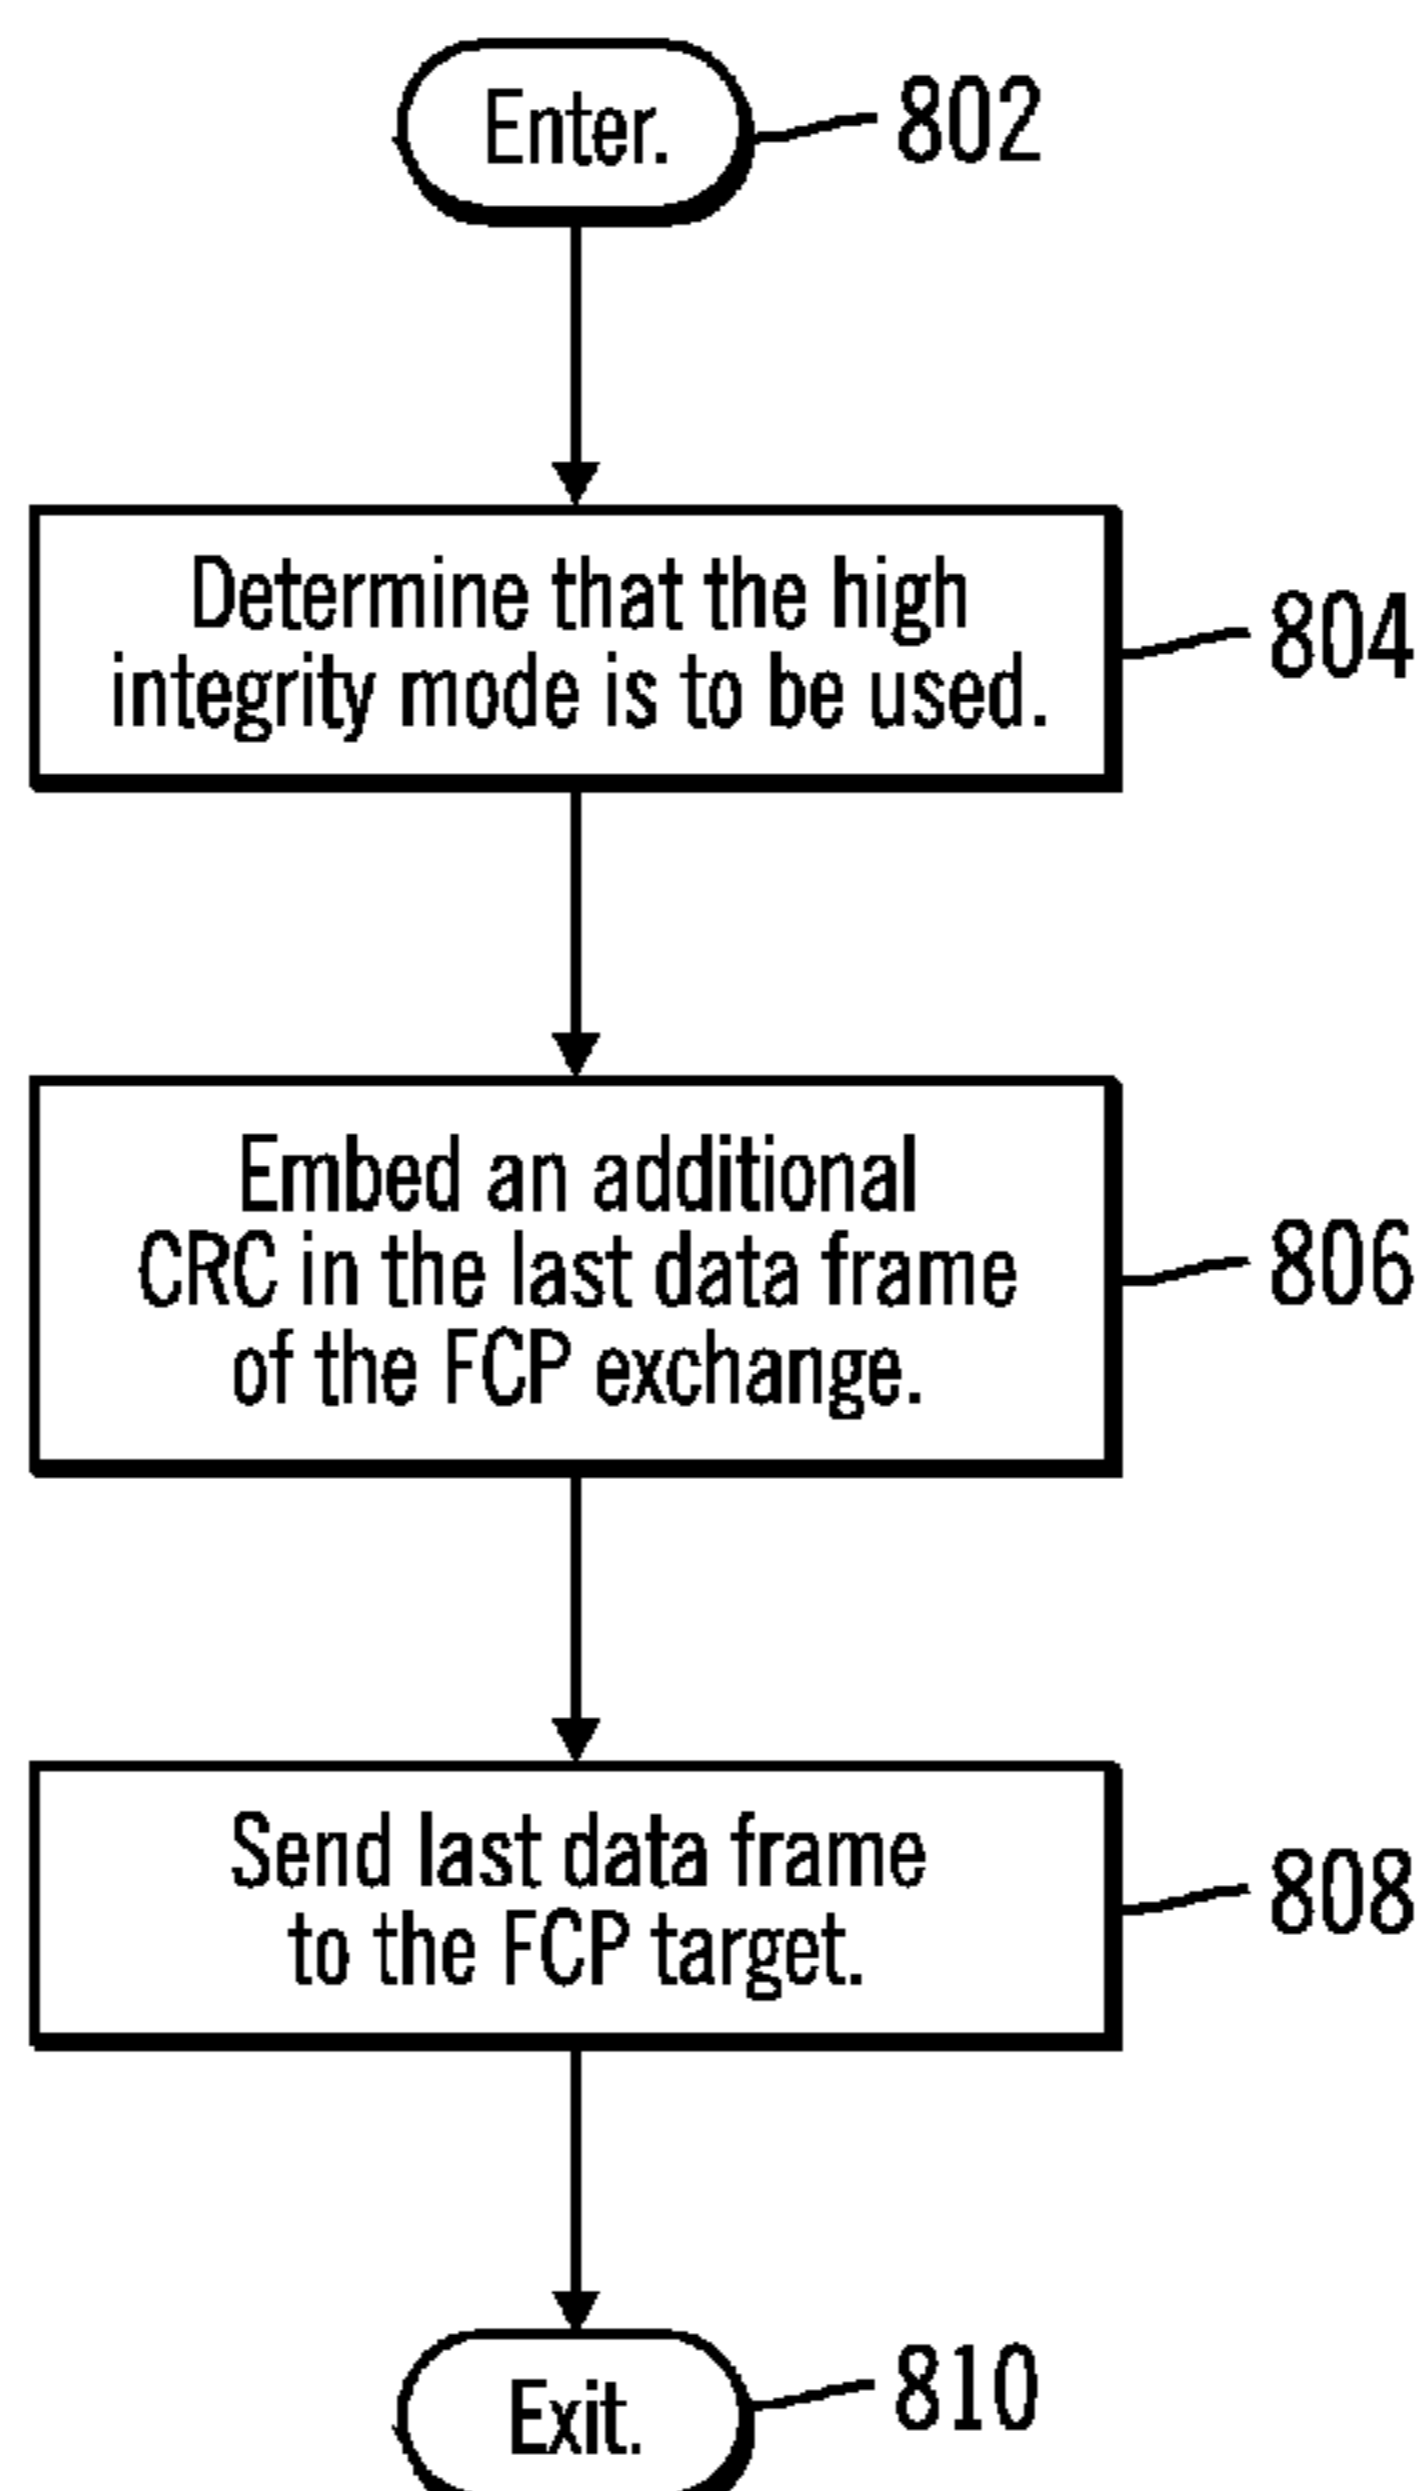 Enter.
802
Determine that the high
integrity mode is to be used.
804
Embed an additional
CRC in the last data frame
of the FCP exchange.
806
Send last data frame
to the FCP target.
808
Exit.
810